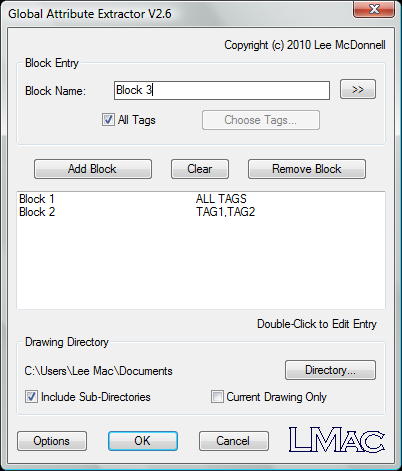 Global Attribute Extractor V2.6
Copyright (c) 2010 Lee McDonnell
Block Entry
Block Name: Block 3 >>
All Tags Choose Tags...
Add Block Clear Remove Block
Block 1 ALL TAGS
Block 2 TAG1,TAG2
Double-Click to Edit Entry
Drawing Directory
C:\Users\Lee Mac\Documents Directory...
Include Sub-Directories Current Drawing Only
Options OK Cancel LMAC